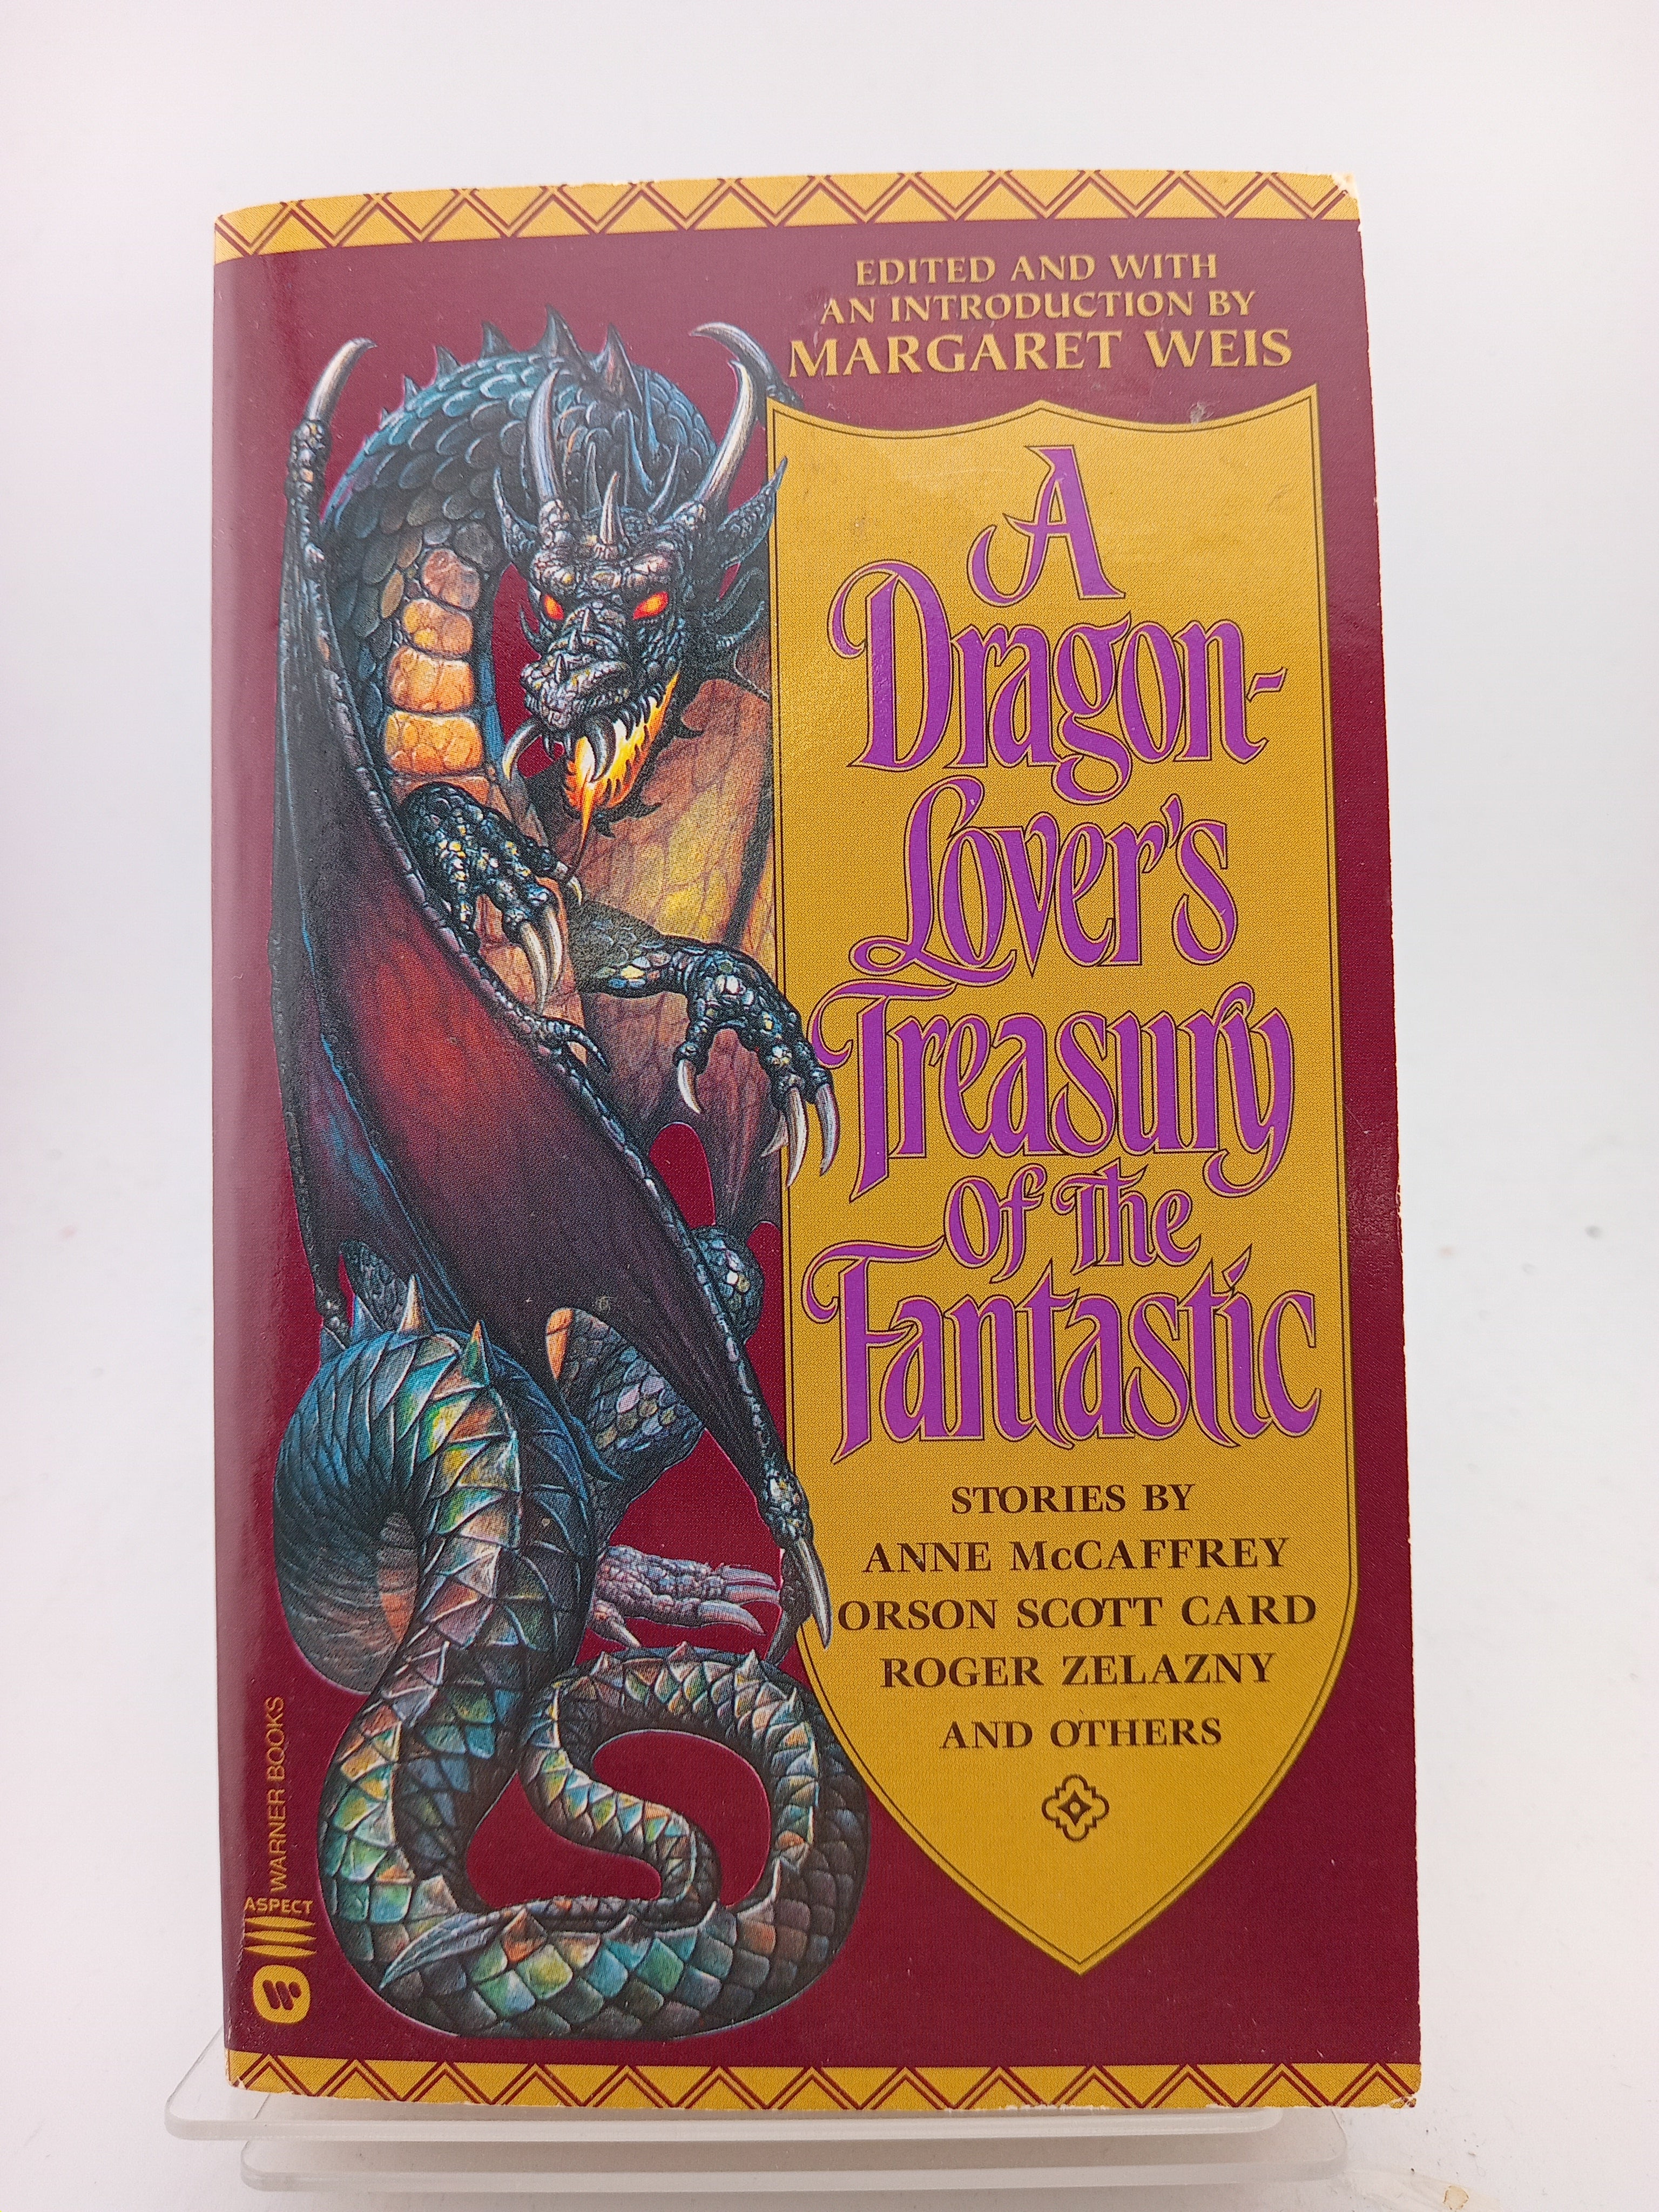 EDITED AND WITH
AN INTRODUCTION BY
MARGARET WEIS
A
Dragon-
Lover's
Treasury
Of The
Fantastic
STORIES BY
ANNE McCAFFREY
ORSON SCOTT CARD
ROGER ZELAZNY
AND OTHERS
WARNER BOOKS
ASPECT